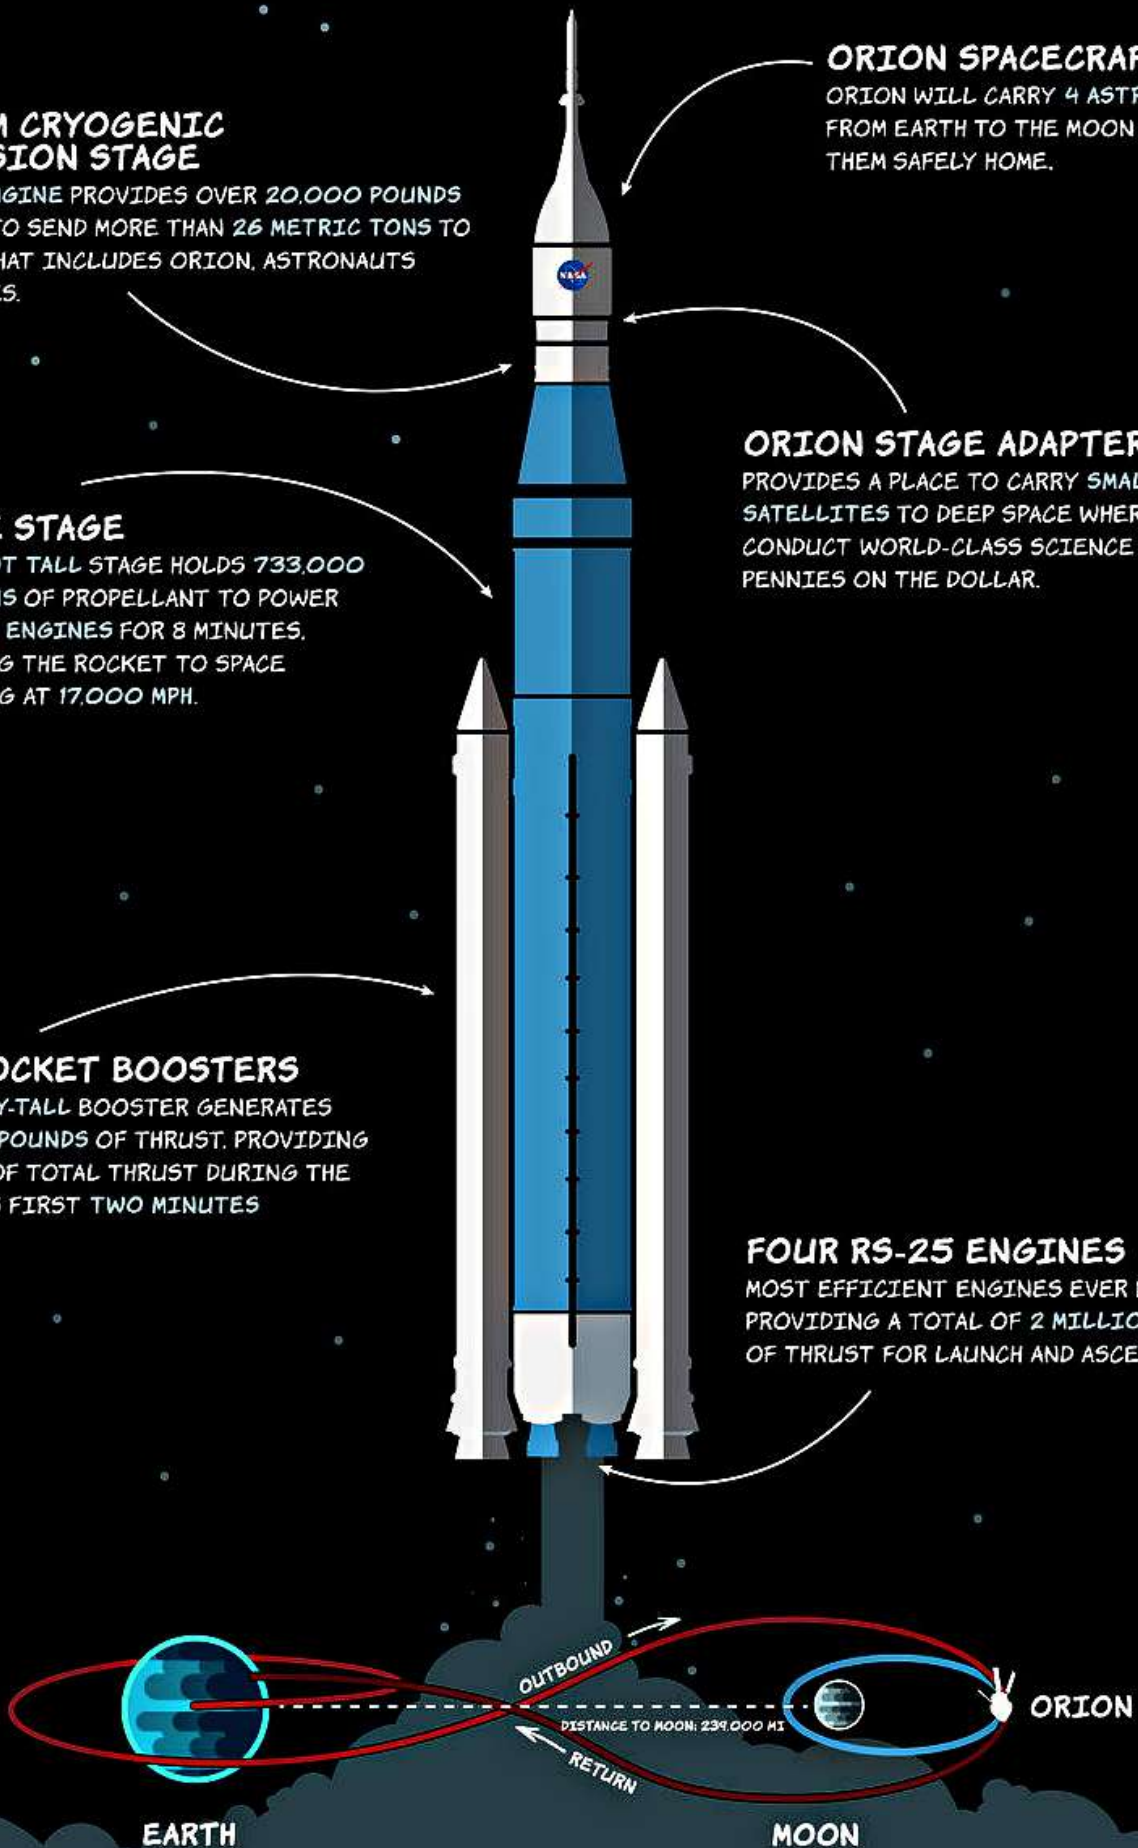 ORION SPACECRAF
ORION WILL CARRY 4 ASTR
FROM EARTH TO THE MOON
THEM SAFELY HOME.
M CRYOGENIC
SION STAGE
NGINE PROVIDES OVER 20,000 POUNDS
TO SEND MORE THAN 26 METRIC TONS TO
HAT INCLUDES ORION, ASTRONAUTS
ES.
NASA
ORION STAGE ADAPTER
PROVIDES A PLACE TO CARRY SMAL
SATELLITES TO DEEP SPACE WHER
CONDUCT WORLD-CLASS SCIENCE
PENNIES ON THE DOLLAR.
E STAGE
OT TALL STAGE HOLDS 733,000
NS OF PROPELLANT TO POWER
ENGINES FOR 8 MINUTES,
G THE ROCKET TO SPACE
G AT 17,000 MPH.
OCKET BOOSTERS
Y-TALL BOOSTER GENERATES
POUNDS OF THRUST, PROVIDING
OF TOTAL THRUST DURING THE
S FIRST TWO MINUTES
FOUR RS-25 ENGINES
MOST EFFICIENT ENGINES EVER
PROVIDING A TOTAL OF 2 MILLIO
OF THRUST FOR LAUNCH AND ASCE
OUTBOUND
DISTANCE TO MOON: 239,000 MI
RETURN
ORION
EARTH
MOON